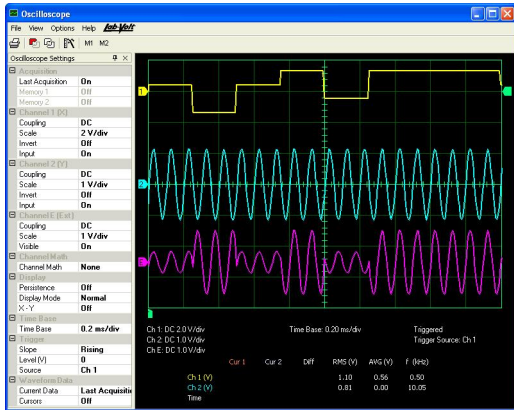 Oscilloscope
File View Options Help Lab-Volt
M1 M2
Oscilloscope Settings
Acquisition
Last Acquisition On
Memory 1 Off
Memory 2 Off
Channel 1 (X)
Coupling DC
Scale 2 V/div
Invert Off
Input On
Channel 2 (Y)
Coupling DC
Scale 1 V/div
Invert Off
Input On
Channel E (Ext)
Coupling DC
Scale 1 V/div
Visible On
Channel Math
Channel Math None
Display
Persistence Off
Display Mode Normal
X - Y Off
Time Base
Time Base 0.2 ms/div
Trigger
Slope Rising
Level (V) 0
Source Ch 1
Waveform Data
Current Data Last Acquisiti
Cursors Off
1
2
E
Ch 1: DC 2.0 V/div Time Base: 0.20 ms/div Triggered
Ch 2: DC 1.0 V/div Trigger Source: Ch 1
Ch E: DC 1.0 V/div
Cur 1 Cur 2 Diff RMS (V) AVG (V) f (kHz)
Ch 1 (V) 1.10 0.56 0.50
Ch 2 (V) 0.81 0.00 10.05
Time